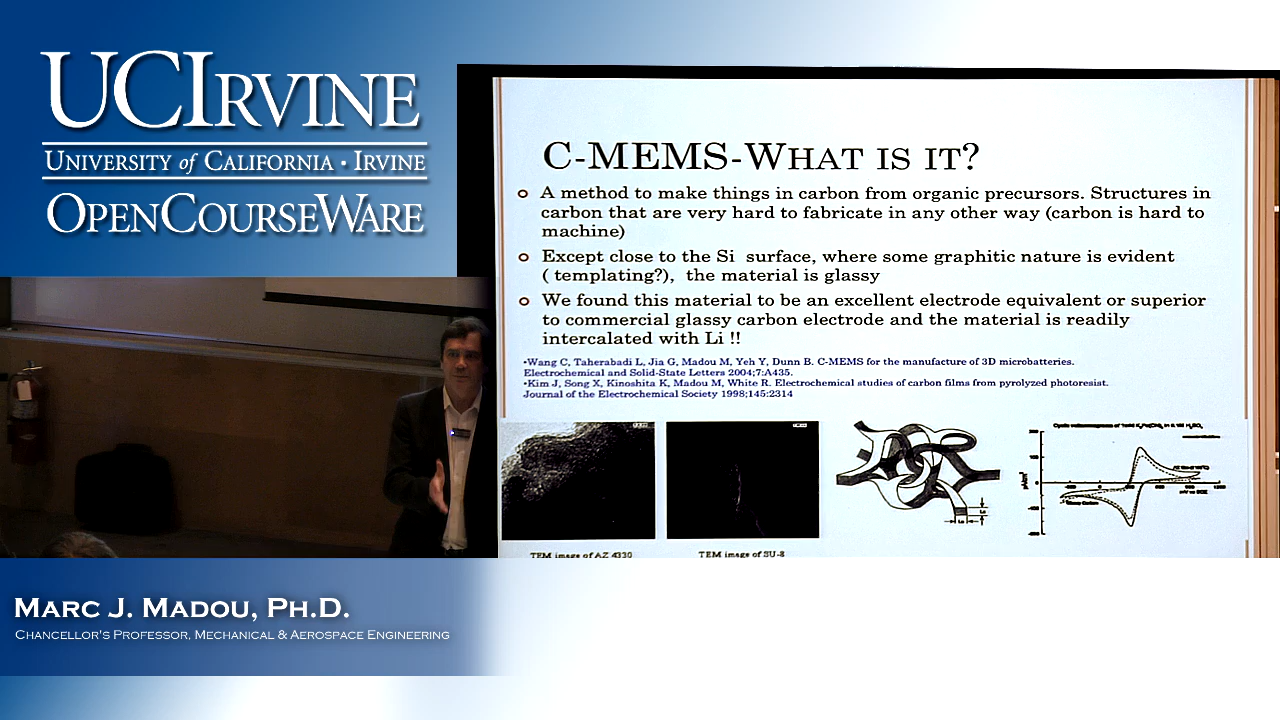 UCIRVINE
UNIVERSITY of CALIFORNIA · IRVINE
OPENCOURSEWARE
C-MEMS-WHAT IS IT?
A method to make things in carbon from organic precursors. Structures in
carbon that are very hard to fabricate in any other way (carbon is hard to
machine)
Except close to the Si surface, where some graphitic nature is evident
( templating?), the material is glassy
We found this material to be an excellent electrode equivalent or superior
to commercial glassy carbon electrode and the material is readily
intercalated with Li !!
•Wang C, Taherabadi L, Jia G, Madou M, Yeh Y, Dunn B. C-MEMS for the manufacture of 3D microbatteries.
Electrochemical and Solid-State Letters 2004;7:A435.
•Kim J, Song X, Kinoshita K, Madou M, White R. Electrochemical studies of carbon films from pyrolyzed photoresist.
Journal of the Electrochemical Society 1998;145:2314
TEM image of AZ 4330
TEM image of SU-8
MARC J. MADOU, PH.D.
CHANCELLOR'S PROFESSOR, MECHANICAL & AEROSPACE ENGINEERING